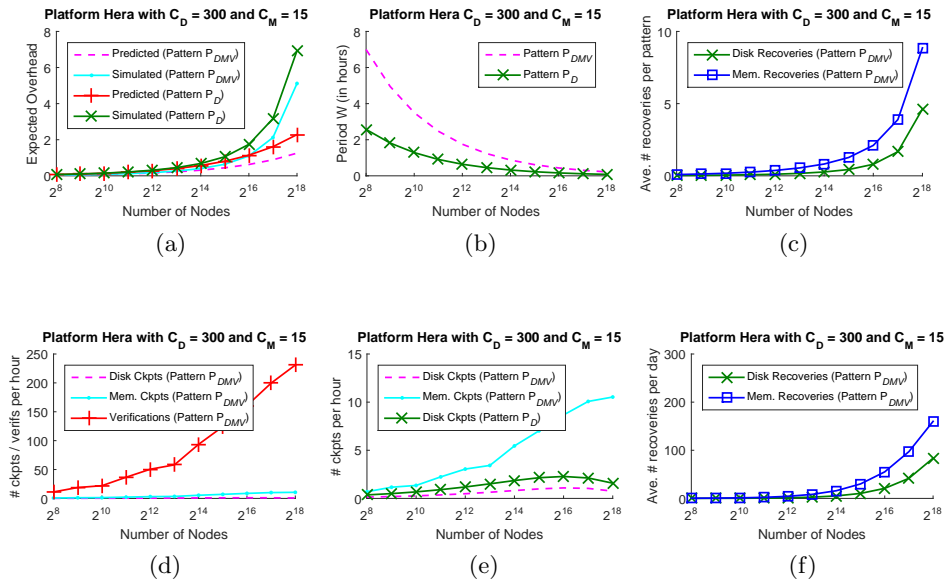 Platform Hera with C_D = 300 and C_M = 15
Expected Overhead
8
6
4
2
0
Predicted (Pattern P_DMV)
Simulated (Pattern P_DMV)
Predicted (Pattern P_D)
Simulated (Pattern P_D)
2^8 2^10 2^12 2^14 2^16 2^18
Number of Nodes
(a)
Platform Hera with C_D = 300 and C_M = 15
Period W (in hours)
8
6
4
2
0
Pattern P_DMV
Pattern P_D
2^8 2^10 2^12 2^14 2^16 2^18
Number of Nodes
(b)
Platform Hera with C_D = 300 and C_M = 15
Ave. # recoveries per pattern
10
5
0
Disk Recoveries (Pattern P_DMV)
Mem. Recoveries (Pattern P_DMV)
2^8 2^10 2^12 2^14 2^16 2^18
Number of Nodes
(c)
Platform Hera with C_D = 300 and C_M = 15
# ckpts / verifs per hour
250
200
150
100
50
0
Disk Ckpts (Pattern P_DMV)
Mem. Ckpts (Pattern P_DMV)
Verifications (Pattern P_DMV)
2^8 2^10 2^12 2^14 2^16 2^18
Number of Nodes
(d)
Platform Hera with C_D = 300 and C_M = 15
# ckpts per hour
15
10
5
0
Disk Ckpts (Pattern P_DMV)
Mem. Ckpts (Pattern P_DMV)
Disk Ckpts (Pattern P_D)
2^8 2^10 2^12 2^14 2^16 2^18
Number of Nodes
(e)
Platform Hera with C_D = 300 and C_M = 15
Ave. # recoveries per day
300
200
100
0
Disk Recoveries (Pattern P_DMV)
Mem. Recoveries (Pattern P_DMV)
2^8 2^10 2^12 2^14 2^16 2^18
Number of Nodes
(f)